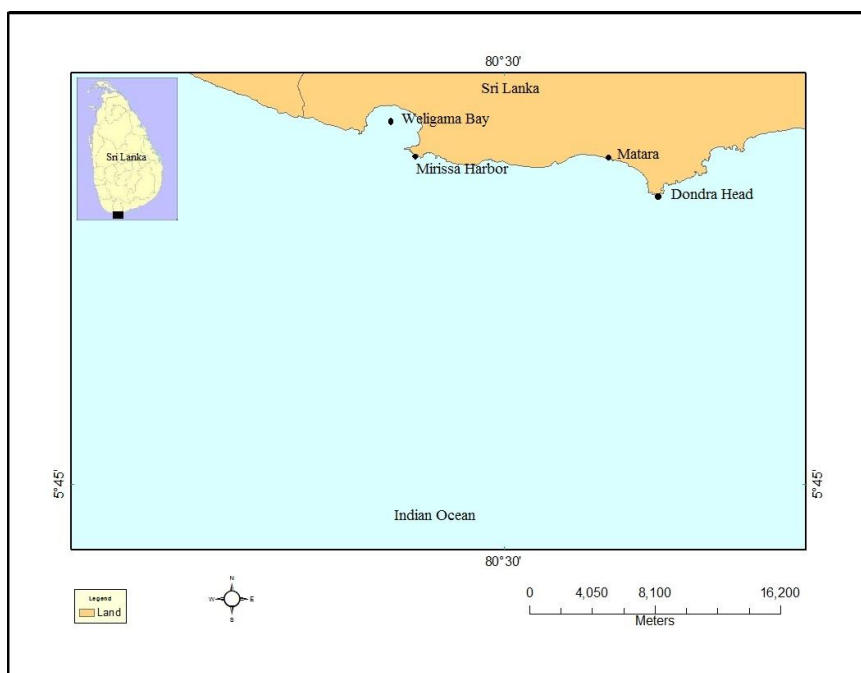 80°30'
Sri Lanka
Weligama Bay
Sri Lanka
Matara
Mirissa Harbor
Dondra Head
5°45'
5°45'
Indian Ocean
80°30'
Legend
Land
N
W
E
S
0 4,050 8,100 16,200
Meters